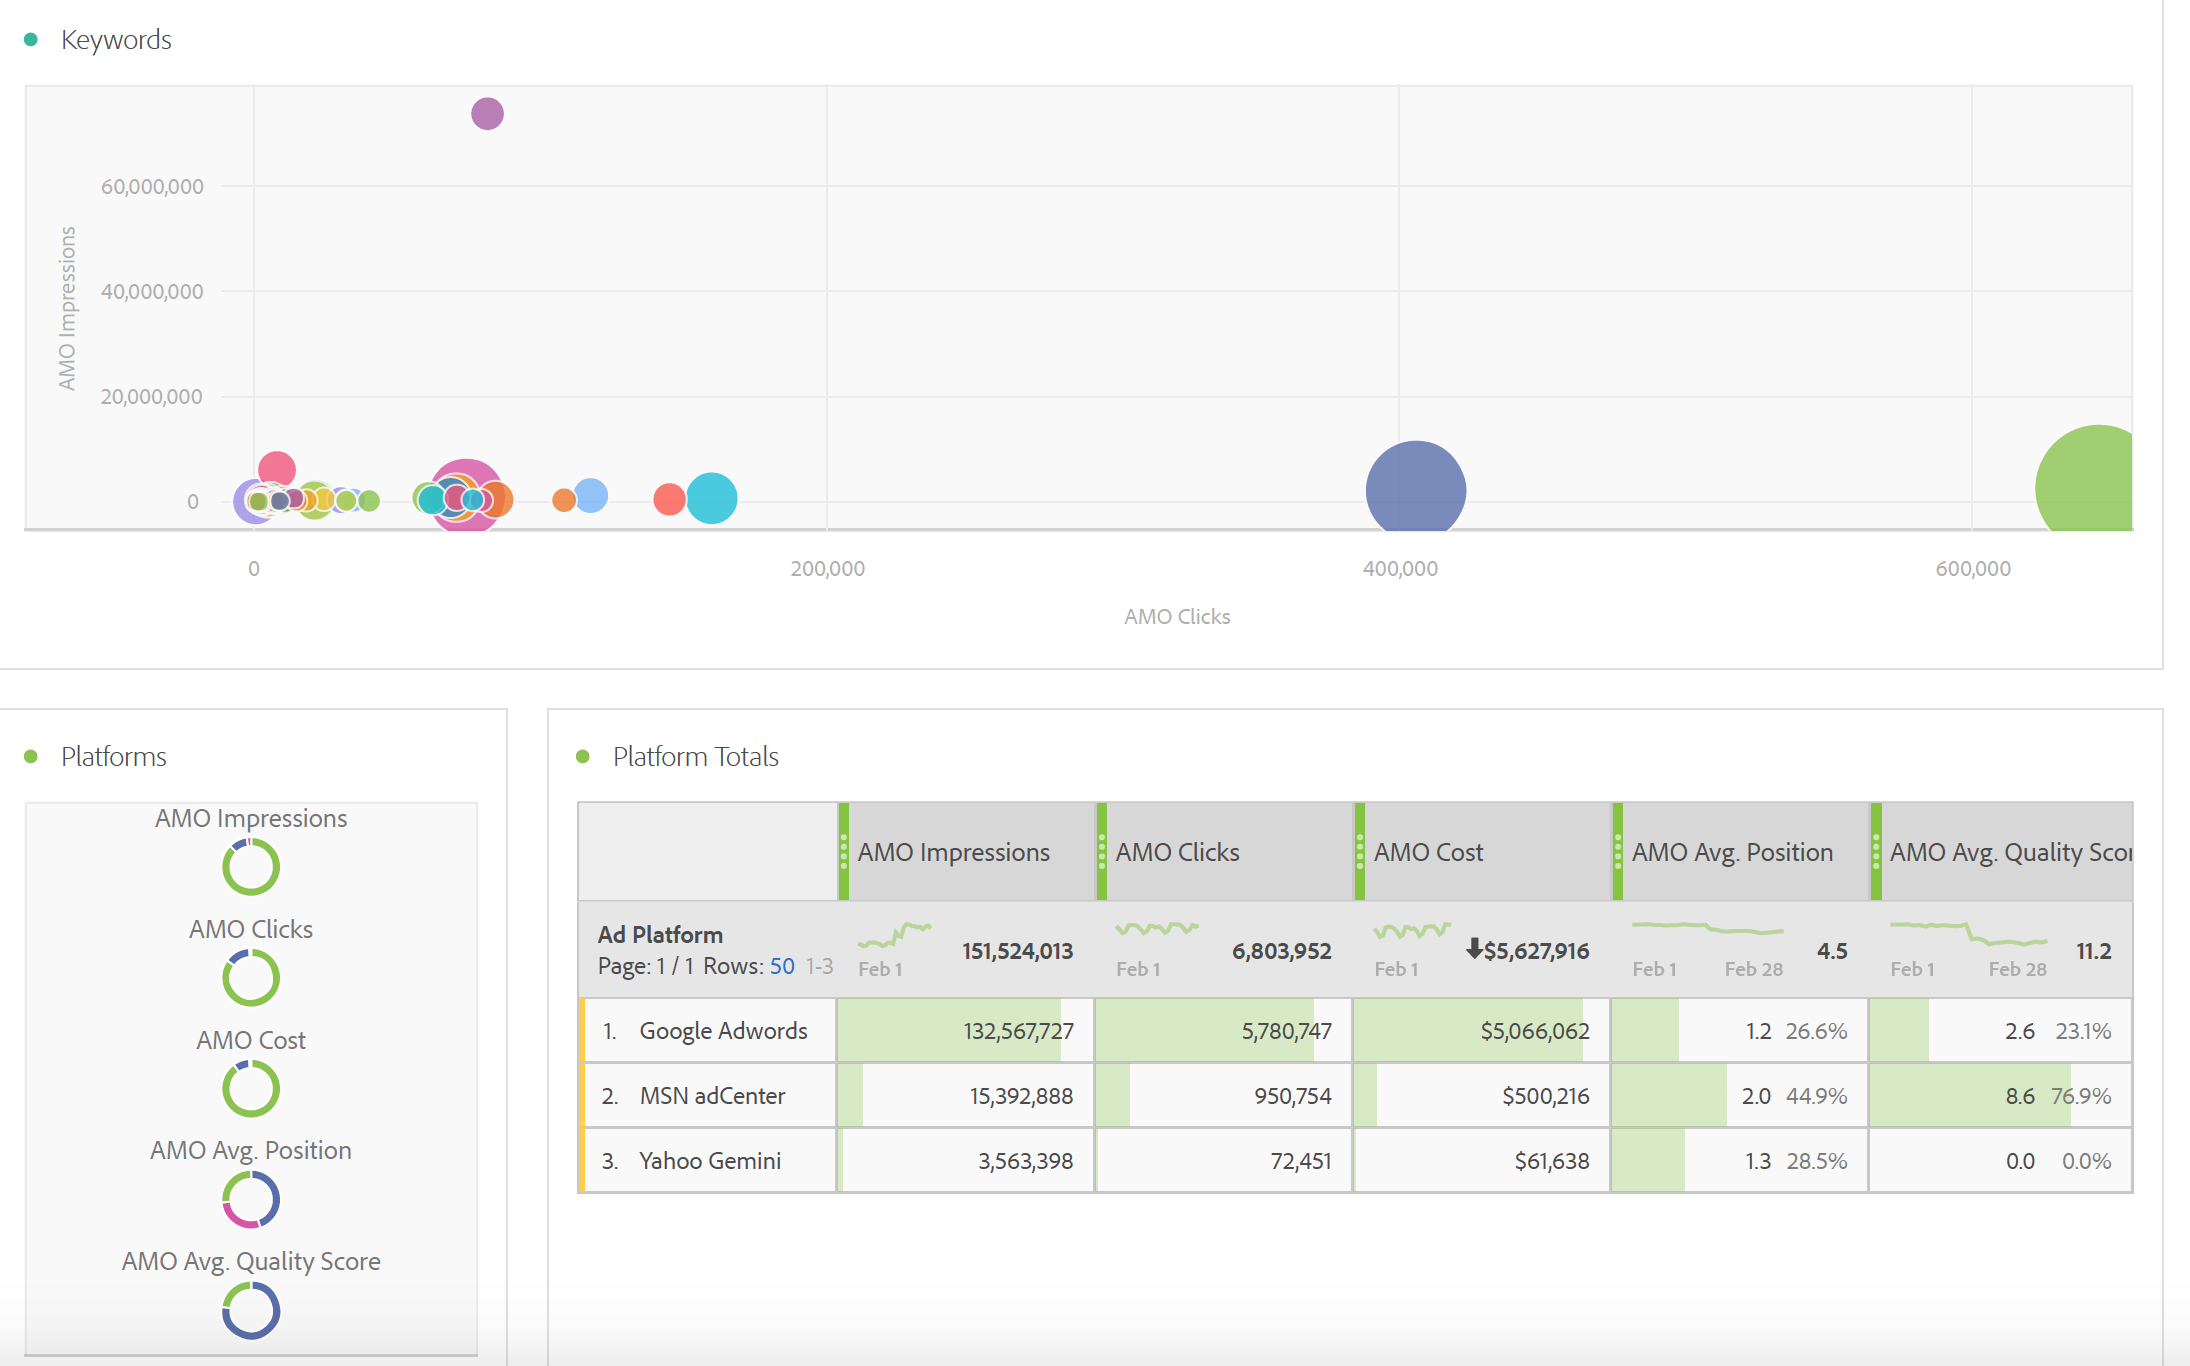 Keywords
60,000,000
40,000,000
20,000,000
0
AMO Impressions
0
200,000
400,000
600,000
AMO Clicks
Platforms
AMO Impressions
AMO Clicks
AMO Cost
AMO Avg. Position
AMO Avg. Quality Score
Platform Totals
AMO Impressions AMO Clicks AMO Cost AMO Avg. Position AMO Avg. Quality Scor
Ad Platform
Page: 1 / 1 Rows: 50 1-3
Feb 1 151,524,013
Feb 1 6,803,952
Feb 1 $5,627,916
Feb 1 Feb 28 4.5
Feb 1 Feb 28 11.2
1. Google Adwords 132,567,727 5,780,747 $5,066,062 1.2 26.6% 2.6 23.1%
2. MSN adCenter 15,392,888 950,754 $500,216 2.0 44.9% 8.6 76.9%
3. Yahoo Gemini 3,563,398 72,451 $61,638 1.3 28.5% 0.0 0.0%